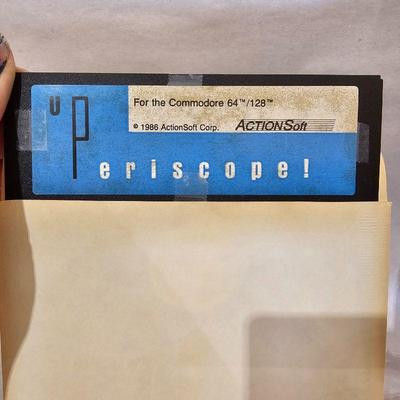 For the Commodore 64™/128™
© 1986 ActionSoft Corp. ACTIONSoft
UP Periscope!